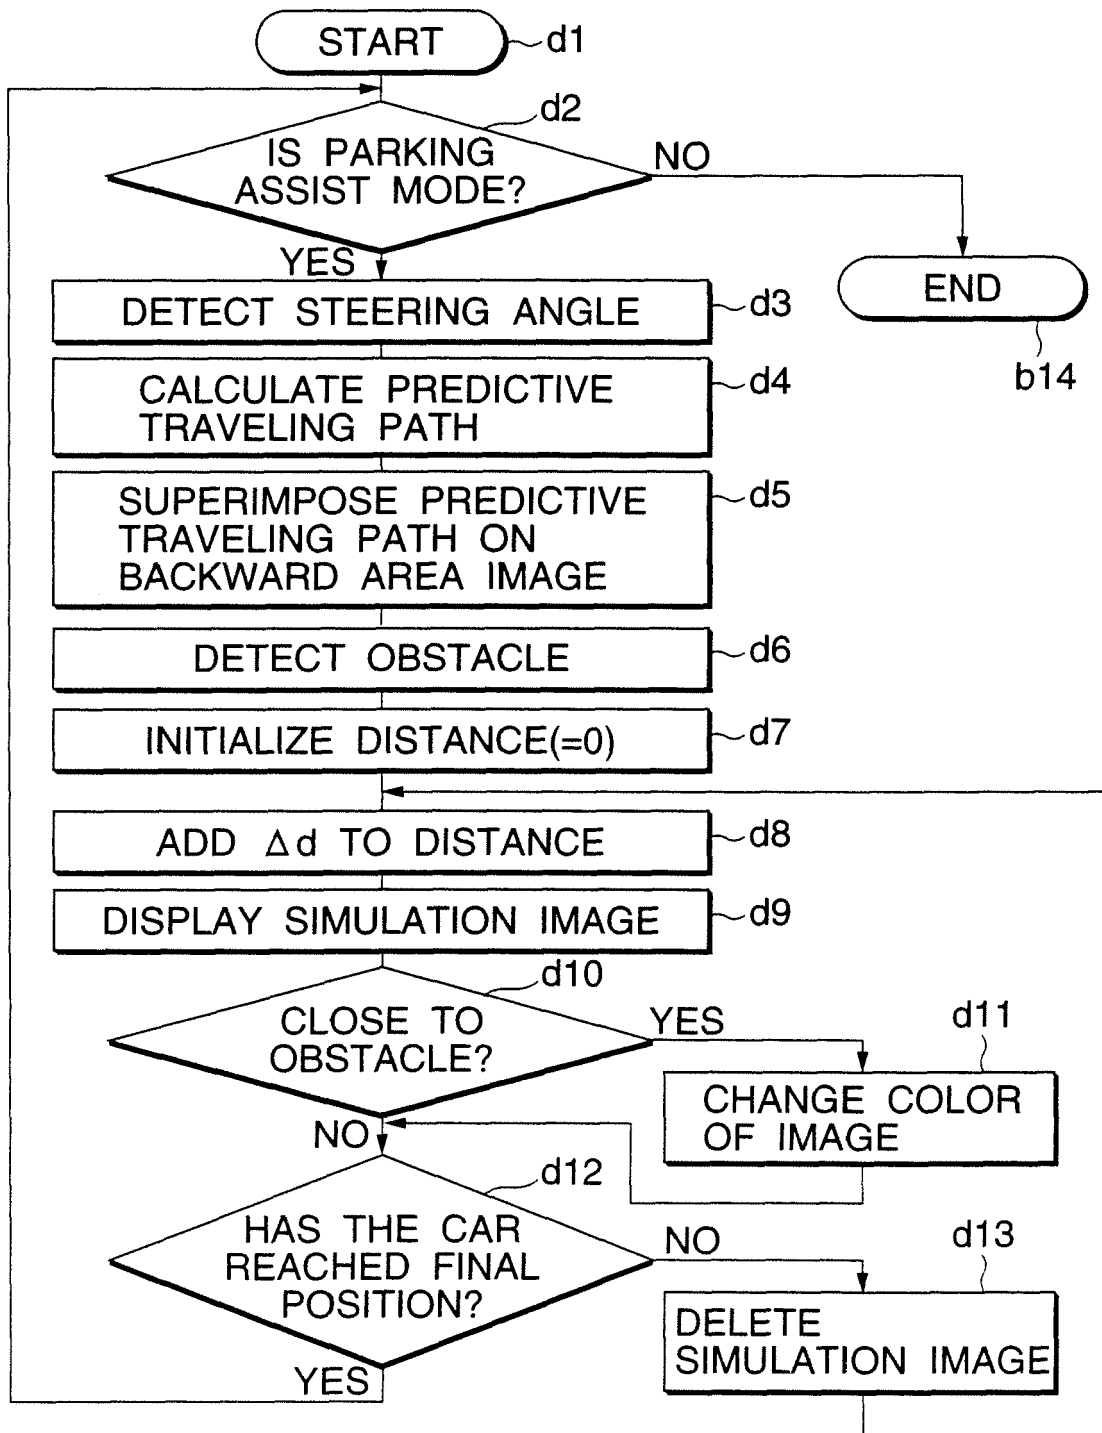 START
d1
d2
IS PARKING
ASSIST MODE?
NO
YES
END
b14
DETECT STEERING ANGLE
d3
CALCULATE PREDICTIVE
TRAVELING PATH
d4
SUPERIMPOSE PREDICTIVE
TRAVELING PATH ON
BACKWARD AREA IMAGE
d5
DETECT OBSTACLE
d6
INITIALIZE DISTANCE(=0)
d7
ADD Δd TO DISTANCE
d8
DISPLAY SIMULATION IMAGE
d9
d10
CLOSE TO
OBSTACLE?
YES
d11
CHANGE COLOR
OF IMAGE
NO
d12
HAS THE CAR
REACHED FINAL
POSITION?
NO
d13
DELETE
SIMULATION IMAGE
YES